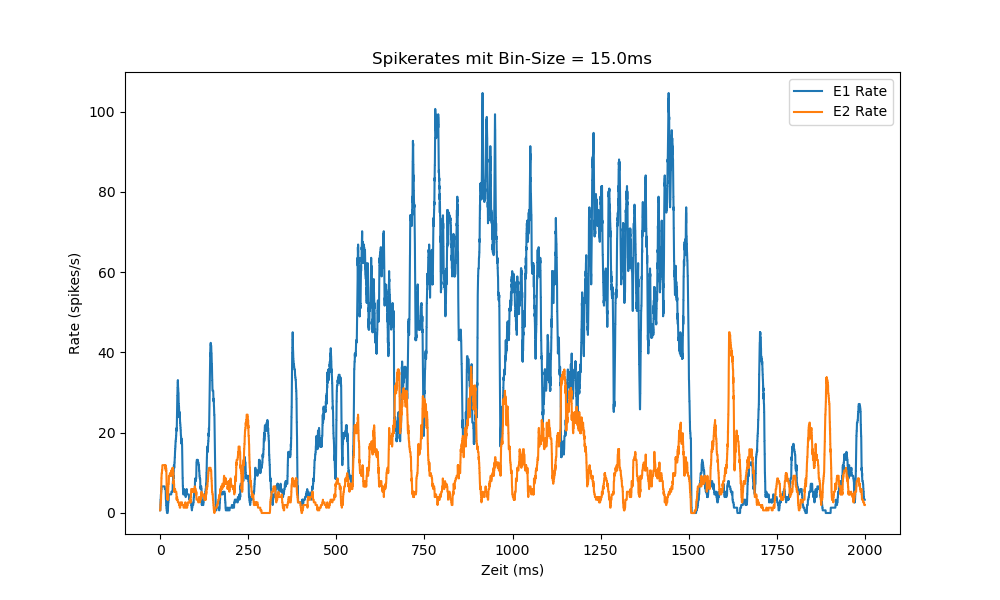 Spikerates mit Bin-Size = 15.0ms
E1 Rate
E2 Rate
100
80
60
40
20
0
Rate (spikes/s)
0 250 500 750 1000 1250 1500 1750 2000
Zeit (ms)